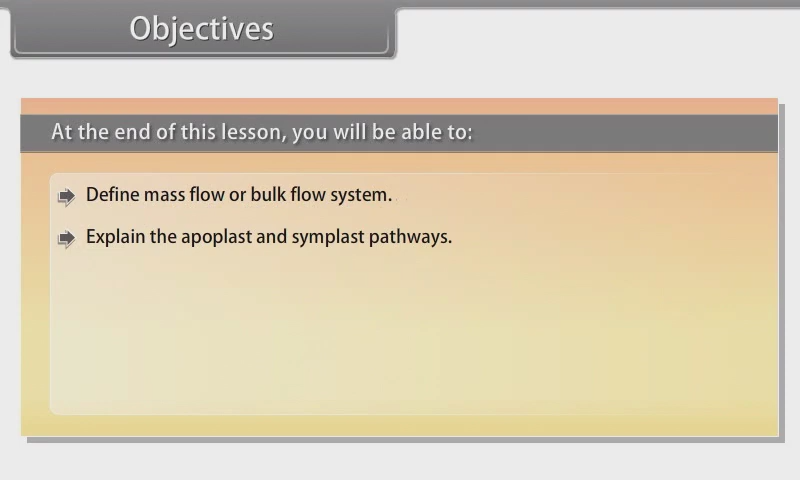 Objectives
At the end of this lesson, you will be able to:
Define mass flow or bulk flow system.
Explain the apoplast and symplast pathways.